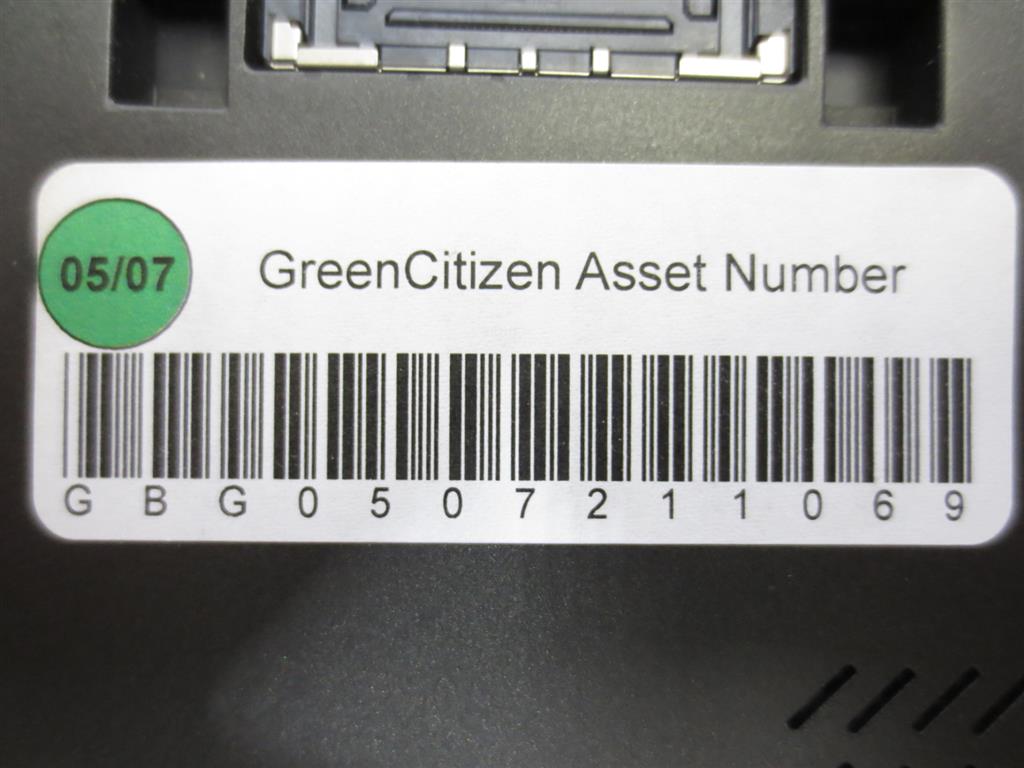 05/07
GreenCitizen Asset Number
G B G 0 5 0 7 2 1 1 0 6 9